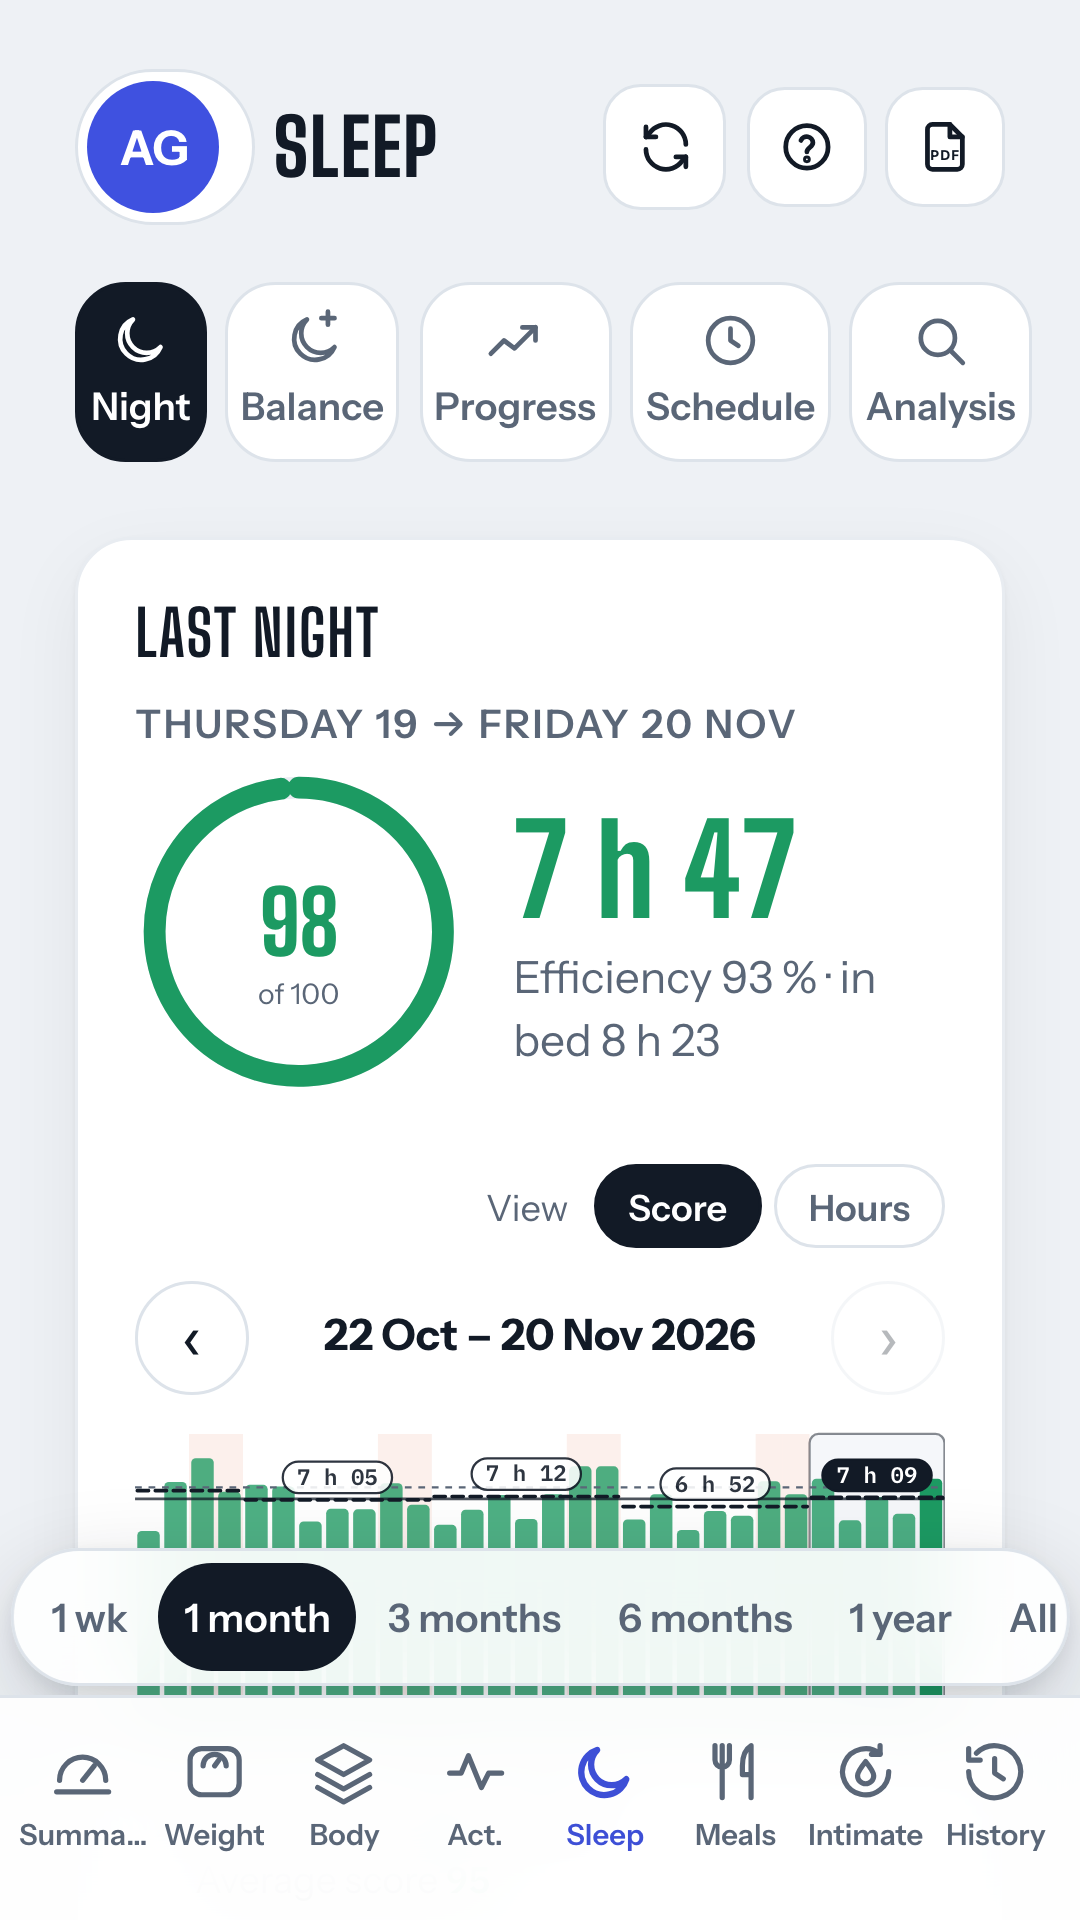 AG
SLEEP
PDF
Night
Balance
Progress
Schedule
Analysis
LAST NIGHT
THURSDAY 19 → FRIDAY 20 NOV
98
of 100
7 h 47
Efficiency 93 % · in
bed 8 h 23
View
Score
Hours
‹
22 Oct – 20 Nov 2026
›
7 h 05
7 h 12
6 h 52
7 h 09
1 wk
1 month
3 months
6 months
1 year
All
Summa...
Weight
Body
Act.
Sleep
Meals
Intimate
History
Average score 95